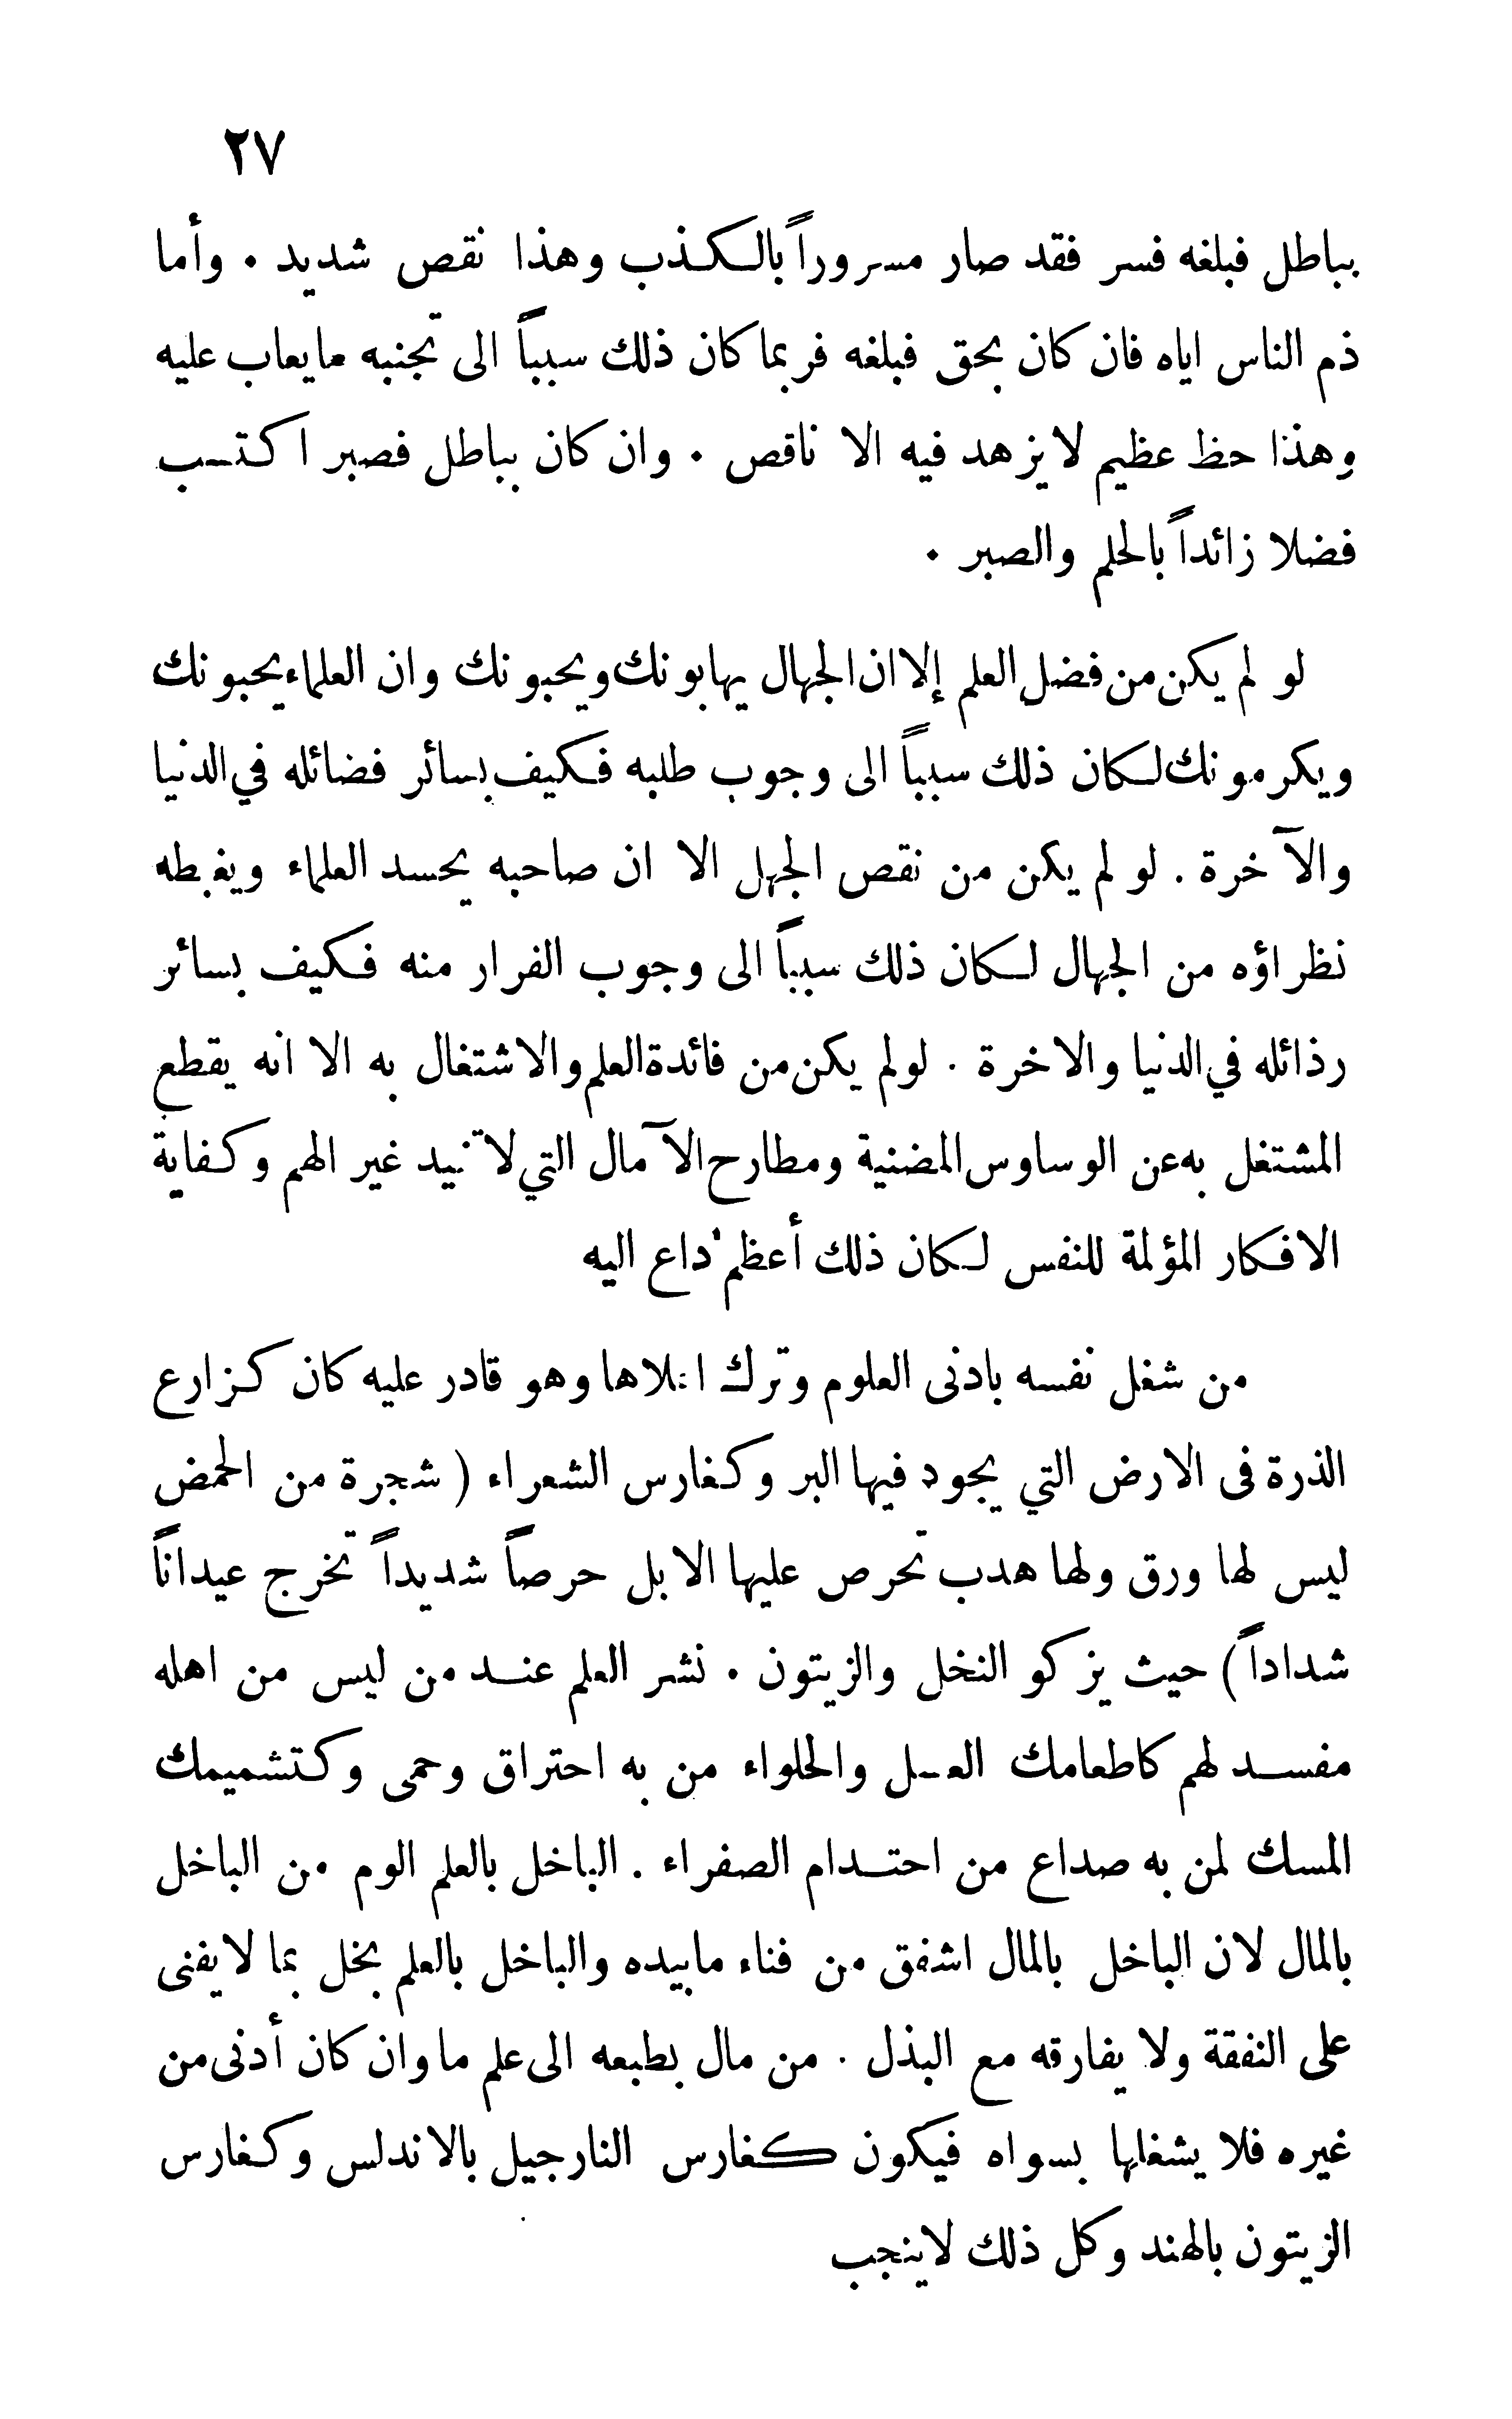 ٢٧
بباطل فبلغه فسر فقد صار مسروراً بالكذب وهذا نقص شديد . وأما
ذم الناس اياه فان كان بحق فبلغه فربما كان ذلك سبباً الى تجنبه مايعاب عليه
وهذا حظ عظيم لايزهد فيه الا ناقص . وان كان بباطل فصبر اكتسب
فضلا زائداً بالحلم والصبر .
لو لم يكن من فضل العلم إلا ان الجهال يهابونك ويحبونك وان العلماء يحبونك
ويكرمونك لكان ذلك سبباً الى وجوب طلبه فكيف بسائر فضائله في الدنيا
والآخرة . لو لم يكن من نقص الجهل الا ان صاحبه يحسد العلماء ويغبطه
نظراؤه من الجهال لكان ذلك سبباً الى وجوب الفرار منه فكيف بسائر
رذائله في الدنيا والاخرة . لولم يكن من فائدة العلم والاشتغال به الا انه يقطع
المشتغل به عن الوساوس المضنية ومطارح الآمال التي لا تفيد غير الهم وكفاية
الافكار المؤلمة للنفس لكان ذلك أعظم داع اليه
من شغل نفسه بادنى العلوم وترك اعلاها وهو قادر عليه كان كزارع
الذرة فى الارض التي يجود فيها البر وكغارس الشعراء ( شجرة من الحمض
ليس لها ورق ولها هدب تحرص عليها الابل حرصاً شديداً تخرج عيداناً
شداداً ) حيث يزكو النخل والزيتون . نشر العلم عند من ليس من اهله
مفسد لهم كاطعامك العسل والحلواء من به احتراق وحمى وكتشميمك
المسك لمن به صداع من احتدام الصفراء . الباخل بالعلم الوم من الباخل
بالمال لان الباخل بالمال اشفق من فناء مابيده والباخل بالعلم بخل بما لا يفنى
على النفقة ولا يفارقه مع البذل . من مال بطبعه الى علم ما وان كان أدنى من
غيره فلا يشغلها بسواه فيكون كغارس النارجيل بالاندلس وكغارس
الزيتون بالهند وكل ذلك لاينجب